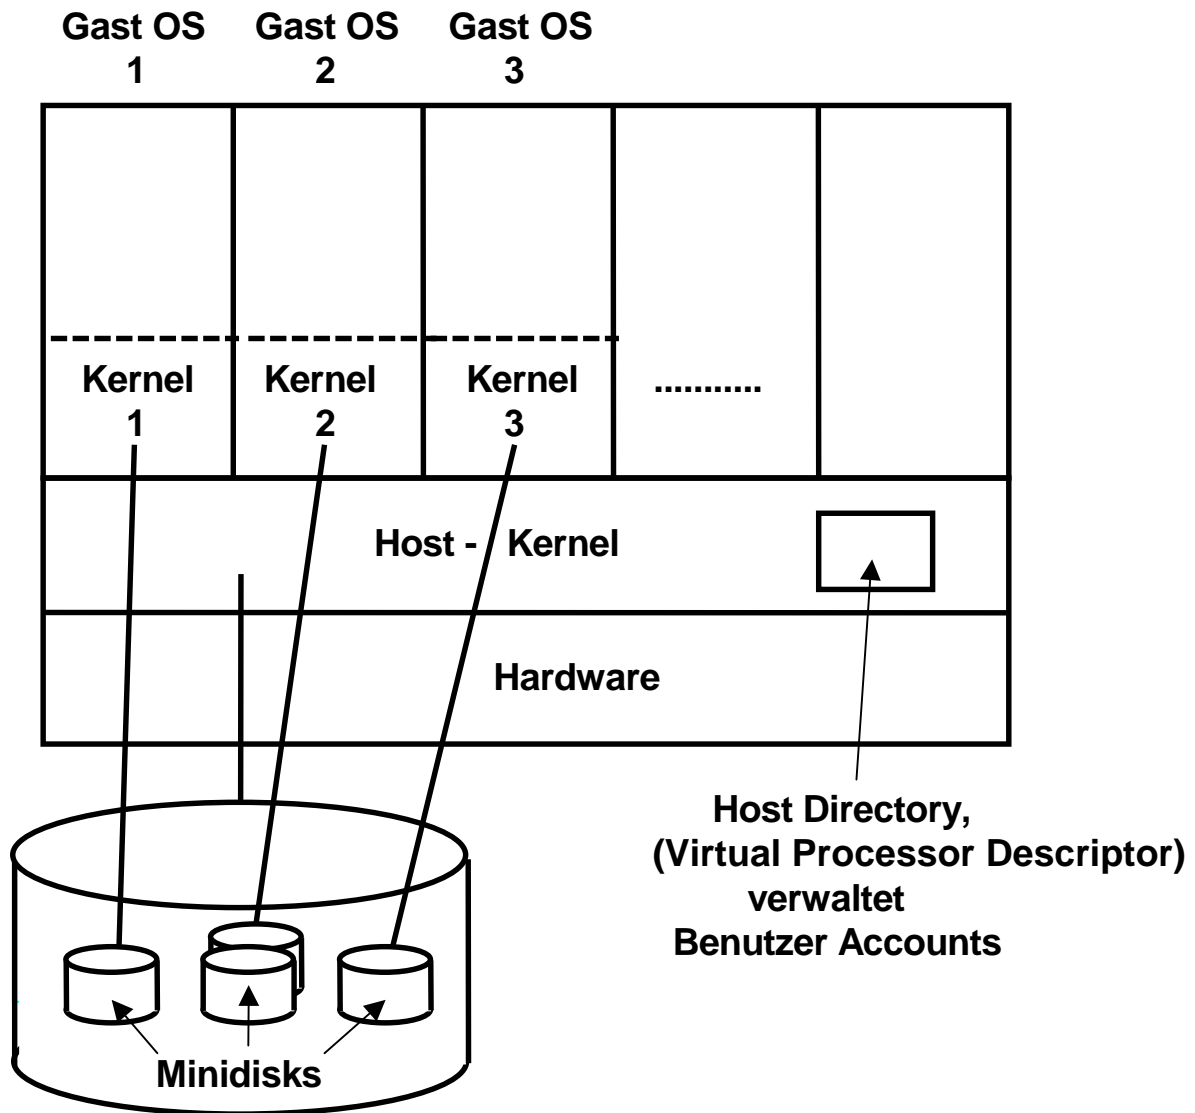 Gast OS Gast OS Gast OS
1 2 3
Kernel Kernel Kernel ...........
1 2 3
Host - Kernel
Hardware
Host Directory,
(Virtual Processor Descriptor)
verwaltet
Benutzer Accounts
Minidisks